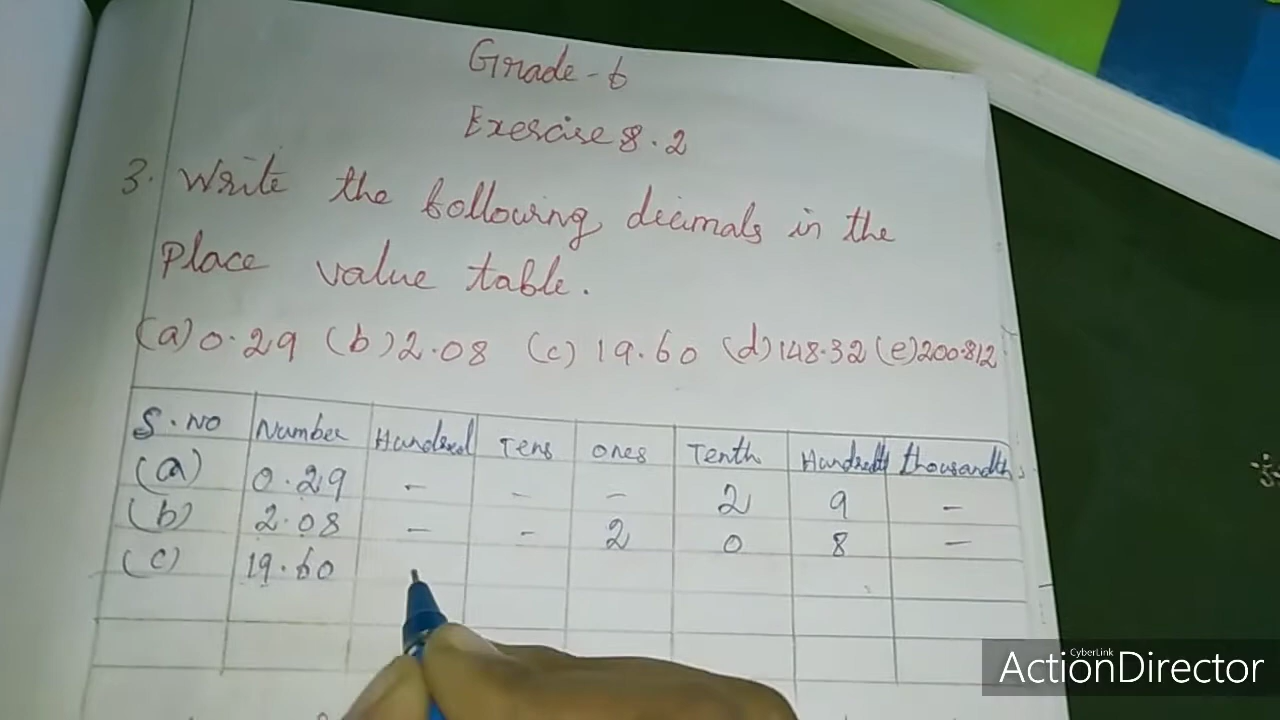 Grade - 6
Exercise 8.2
3. Write the following decimals in the
Place value table.
(a) 0.29 (b) 2.08 (c) 19.60 (d) 148.32 (e) 200.812
S.No Number Hundred Tens ones Tenth Hundredth thousandths
(a) 0.29 - - - 2 9 -
(b) 2.08 - - 2 0 8 -
(c) 19.60
CyberLink
ActionDirector